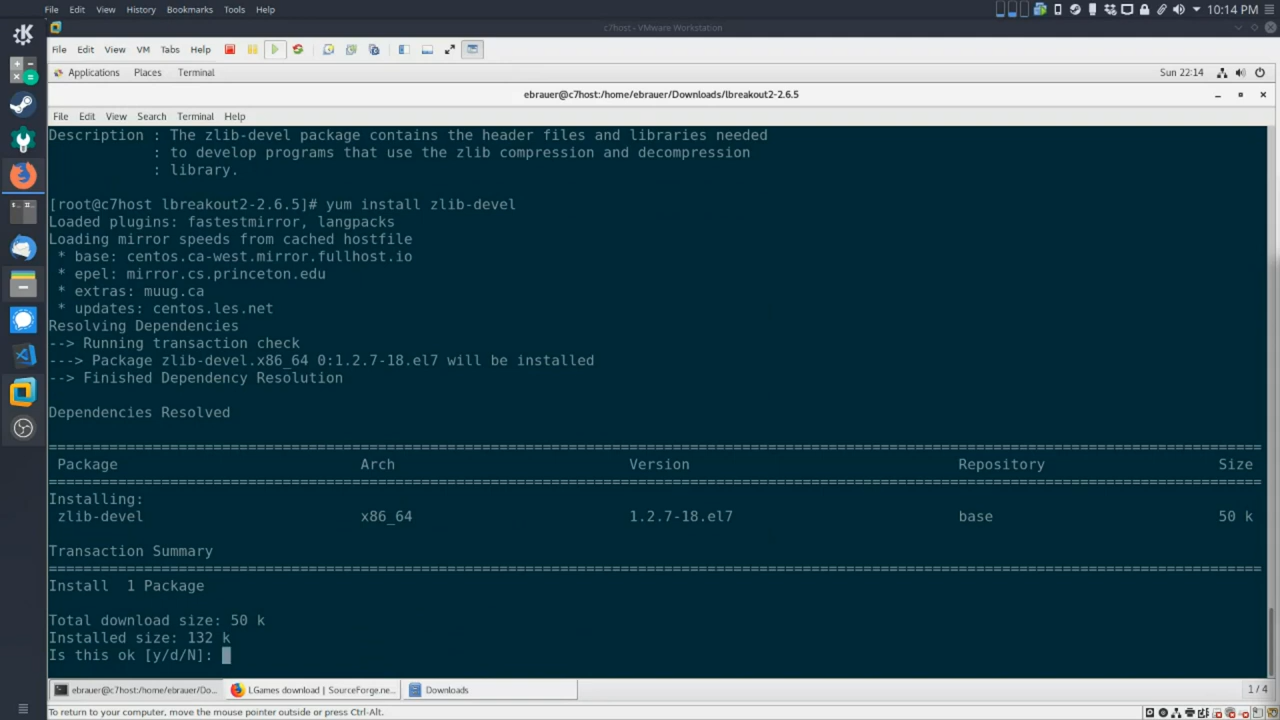 File Edit View History Bookmarks Tools Help 10:14 PM
c7host - VMware Workstation
File Edit View VM Tabs Help
Applications Places Terminal Sun 22:14
ebrauer@c7host:/home/ebrauer/Downloads/lbreakout2-2.6.5
File Edit View Search Terminal Help
Description : The zlib-devel package contains the header files and libraries needed
: to develop programs that use the zlib compression and decompression
: library.
[root@c7host lbreakout2-2.6.5]# yum install zlib-devel
Loaded plugins: fastestmirror, langpacks
Loading mirror speeds from cached hostfile
* base: centos.ca-west.mirror.fullhost.io
* epel: mirror.cs.princeton.edu
* extras: muug.ca
* updates: centos.les.net
Resolving Dependencies
--> Running transaction check
---> Package zlib-devel.x86_64 0:1.2.7-18.el7 will be installed
--> Finished Dependency Resolution
Dependencies Resolved
Package Arch Version Repository Size
Installing:
zlib-devel x86_64 1.2.7-18.el7 base 50 k
Transaction Summary
Install 1 Package
Total download size: 50 k
Installed size: 132 k
Is this ok [y/d/N]:
ebrauer@c7host:/home/ebrauer/Do... LGames download | SourceForge.ne... Downloads 1 / 4
To return to your computer, move the mouse pointer outside or press Ctrl-Alt.